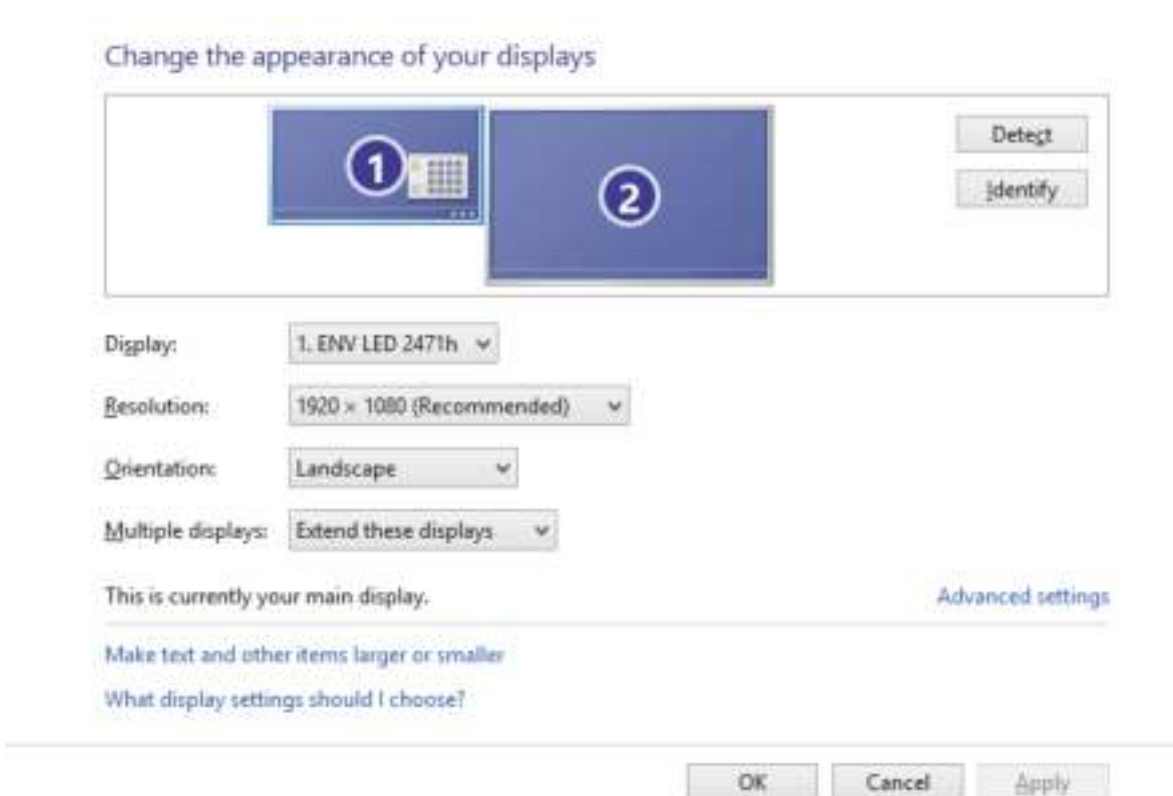 Change the appearance of your displays
1
2
Detect
Identify
Display: 1. ENV LED 2471h
Resolution: 1920 × 1080 (Recommended)
Orientation: Landscape
Multiple displays: Extend these displays
This is currently your main display. Advanced settings
Make text and other items larger or smaller
What display settings should I choose?
OK Cancel Apply